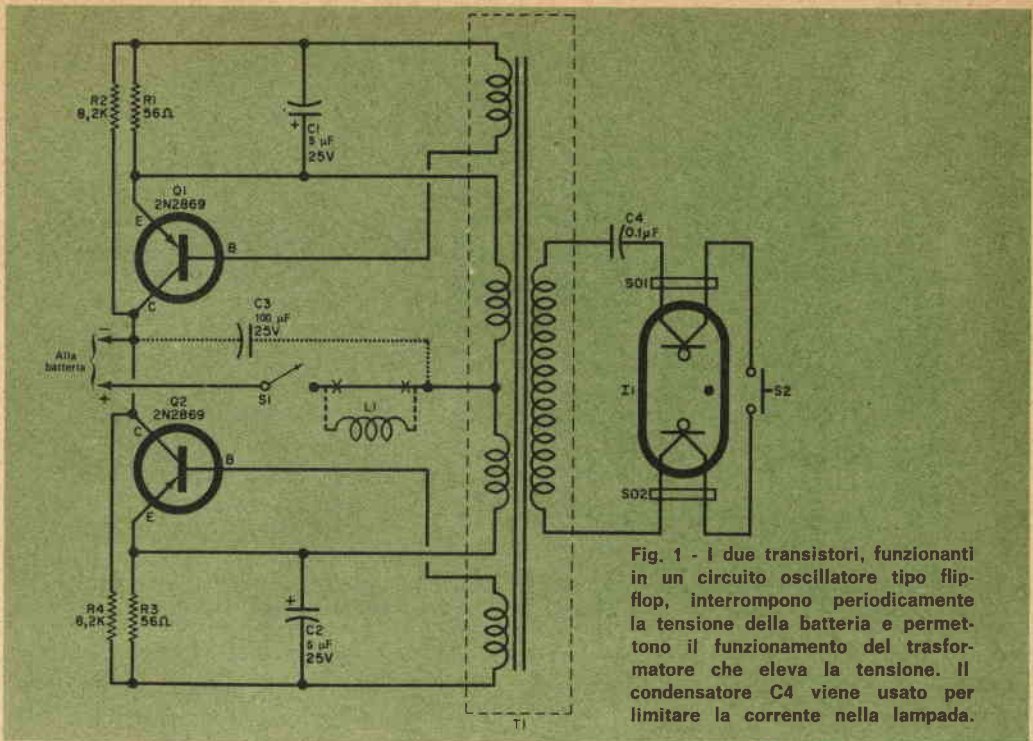 R2
8,2K
R1
56Ω
C1
5 µF
25V
+
Q1
2N2869
E
B
C
C3
100 µF
25V
Alla
batteria
−
+
S1
L1
Q2
2N2869
C
B
E
R4
8,2K
R3
56Ω
+
C2
5 µF
25V
T1
C4
0.1µF
SO1
I1
S2
SO2
Fig. 1 - I due transistori, funzionanti
in un circuito oscillatore tipo flip-
flop, interrompono periodicamente
la tensione della batteria e permet-
tono il funzionamento del trasfor-
matore che eleva la tensione. Il
condensatore C4 viene usato per
limitare la corrente nella lampada.